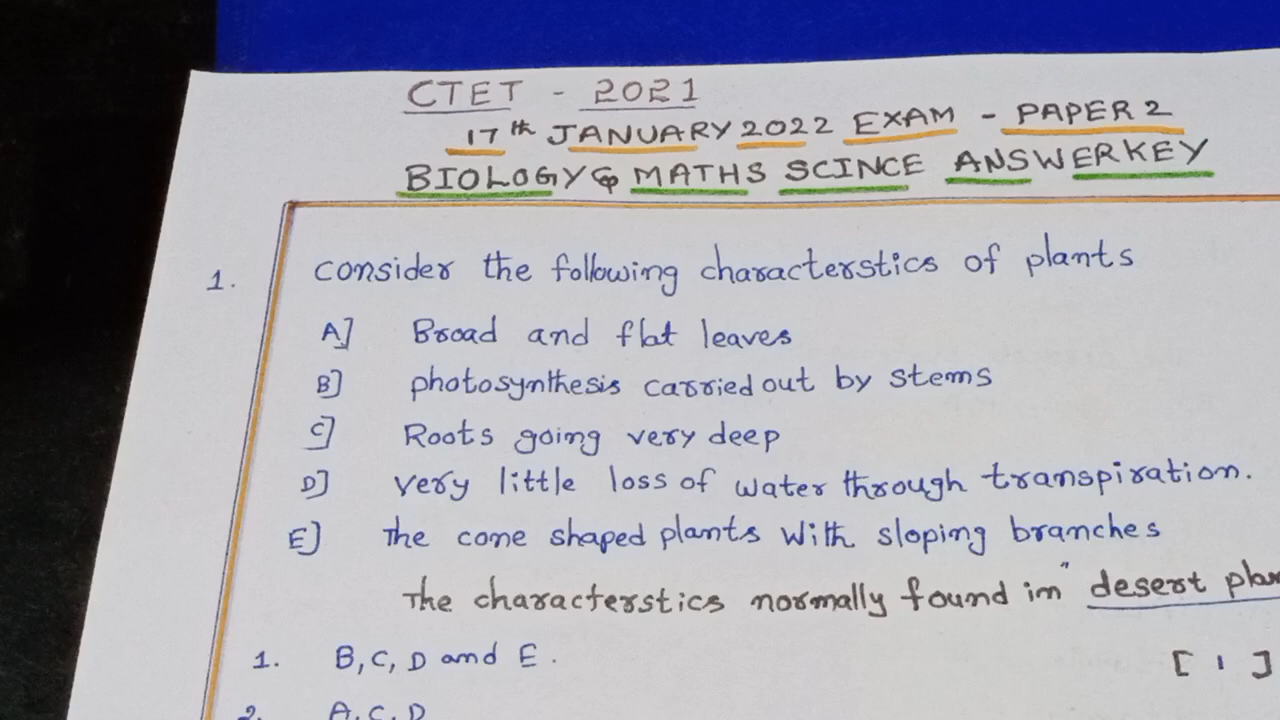 CTET - 2021
17th JANUARY 2022 EXAM - PAPER 2
BIOLOGY & MATHS SCINCE ANSWERKEY
1. consider the following characterstics of plants
A] Broad and flat leaves
B] photosynthesis carried out by stems
C] Roots going very deep
D] very little loss of water through transpiration.
E] The cone shaped plants with sloping branches
The characterstics normally found in " desert
1. B, C, D and E. [1]
2. A, C, D